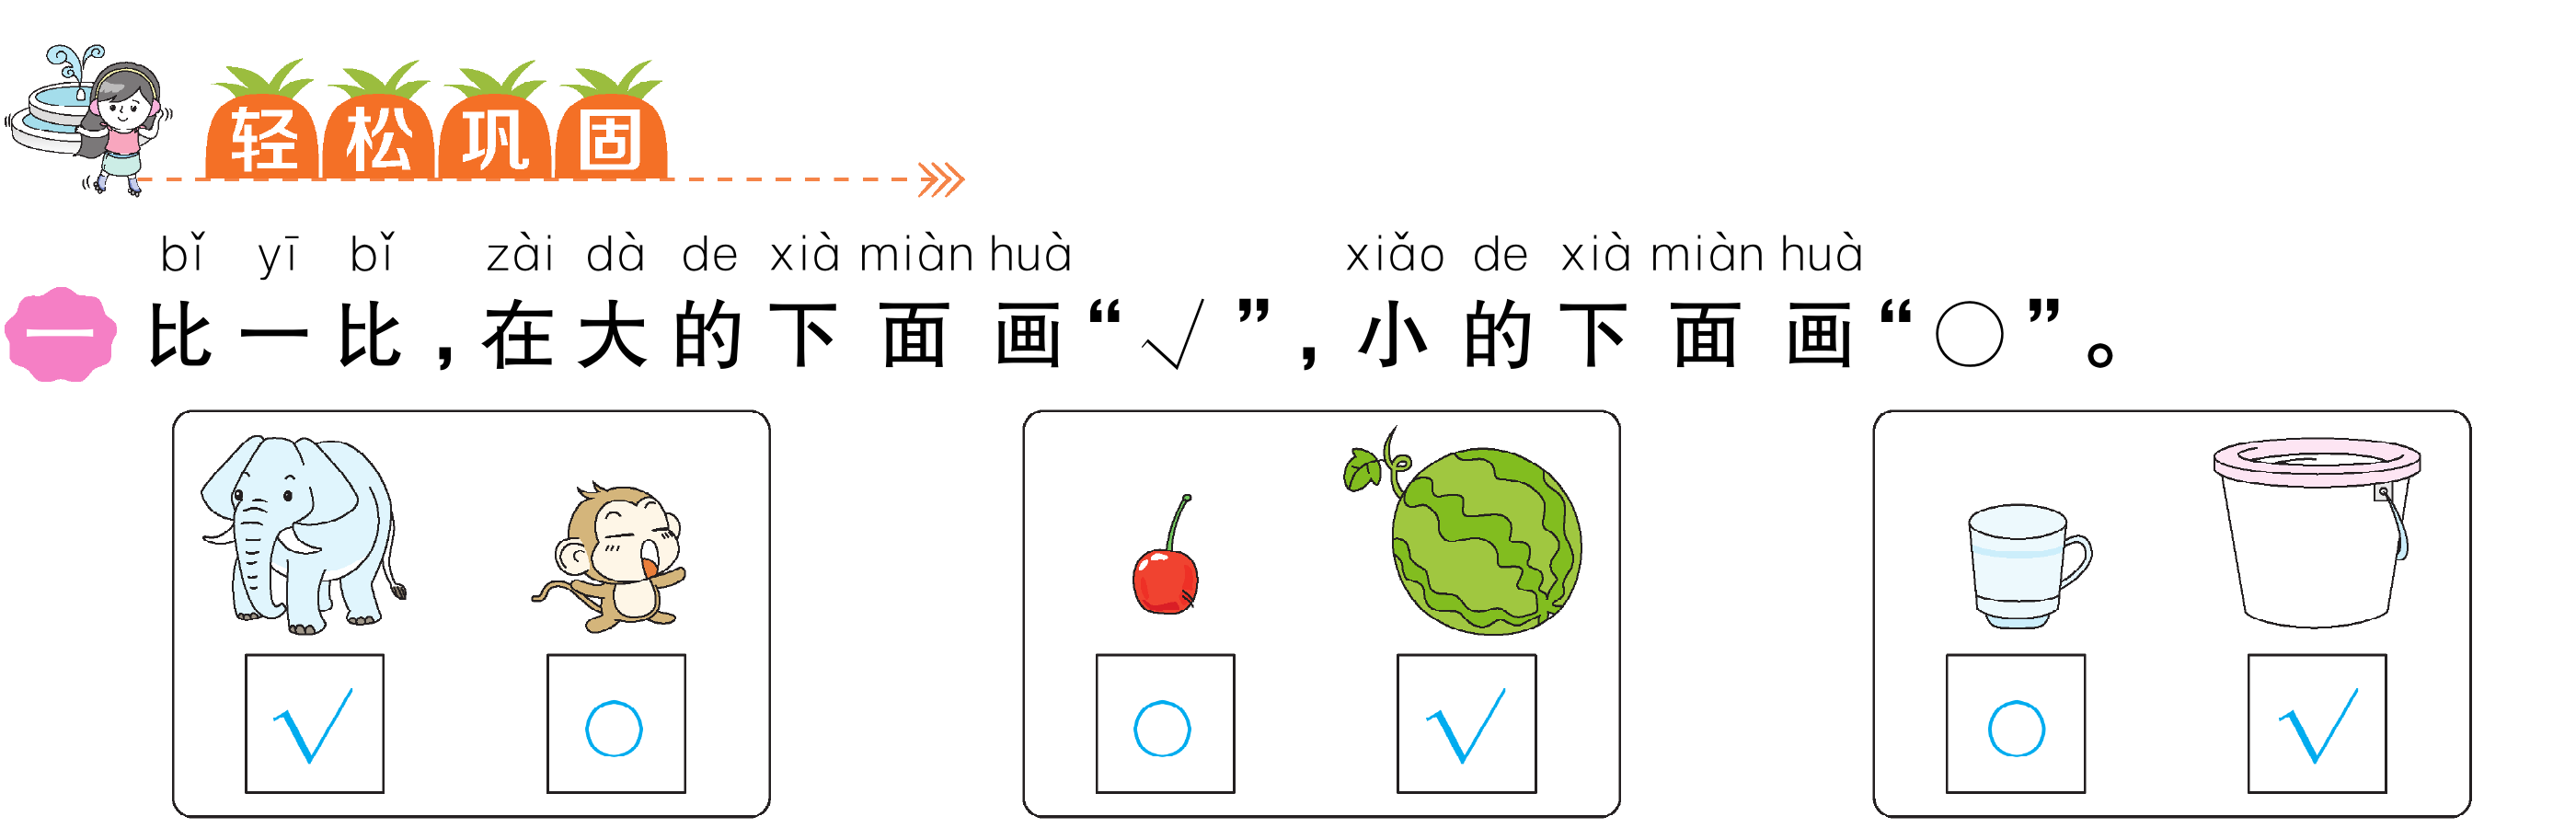 轻松巩固
bǐ yī bǐ zài dà de xià miàn huà xiǎo de xià miàn huà
一 比一比,在大的下面画“√”,小的下面画“○”。
√ ○ ○ √ ○ √